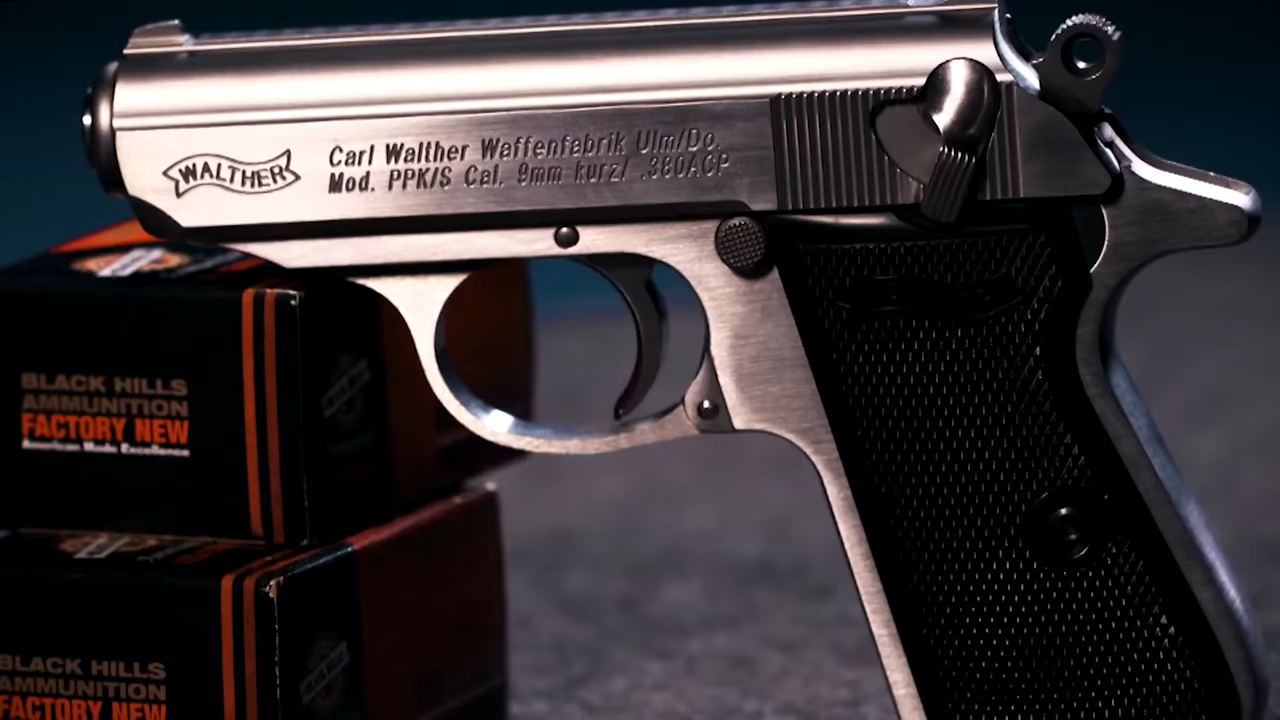 WALTHER
Carl Walther Waffenfabrik Ulm/Do.
Mod. PPK/S Cal. 9mm kurz/ .380ACP
BLACK HILLS
AMMUNITION
FACTORY NEW
American Made Excellence
BLACK HILLS
AMMUNITION
FACTORY NEW